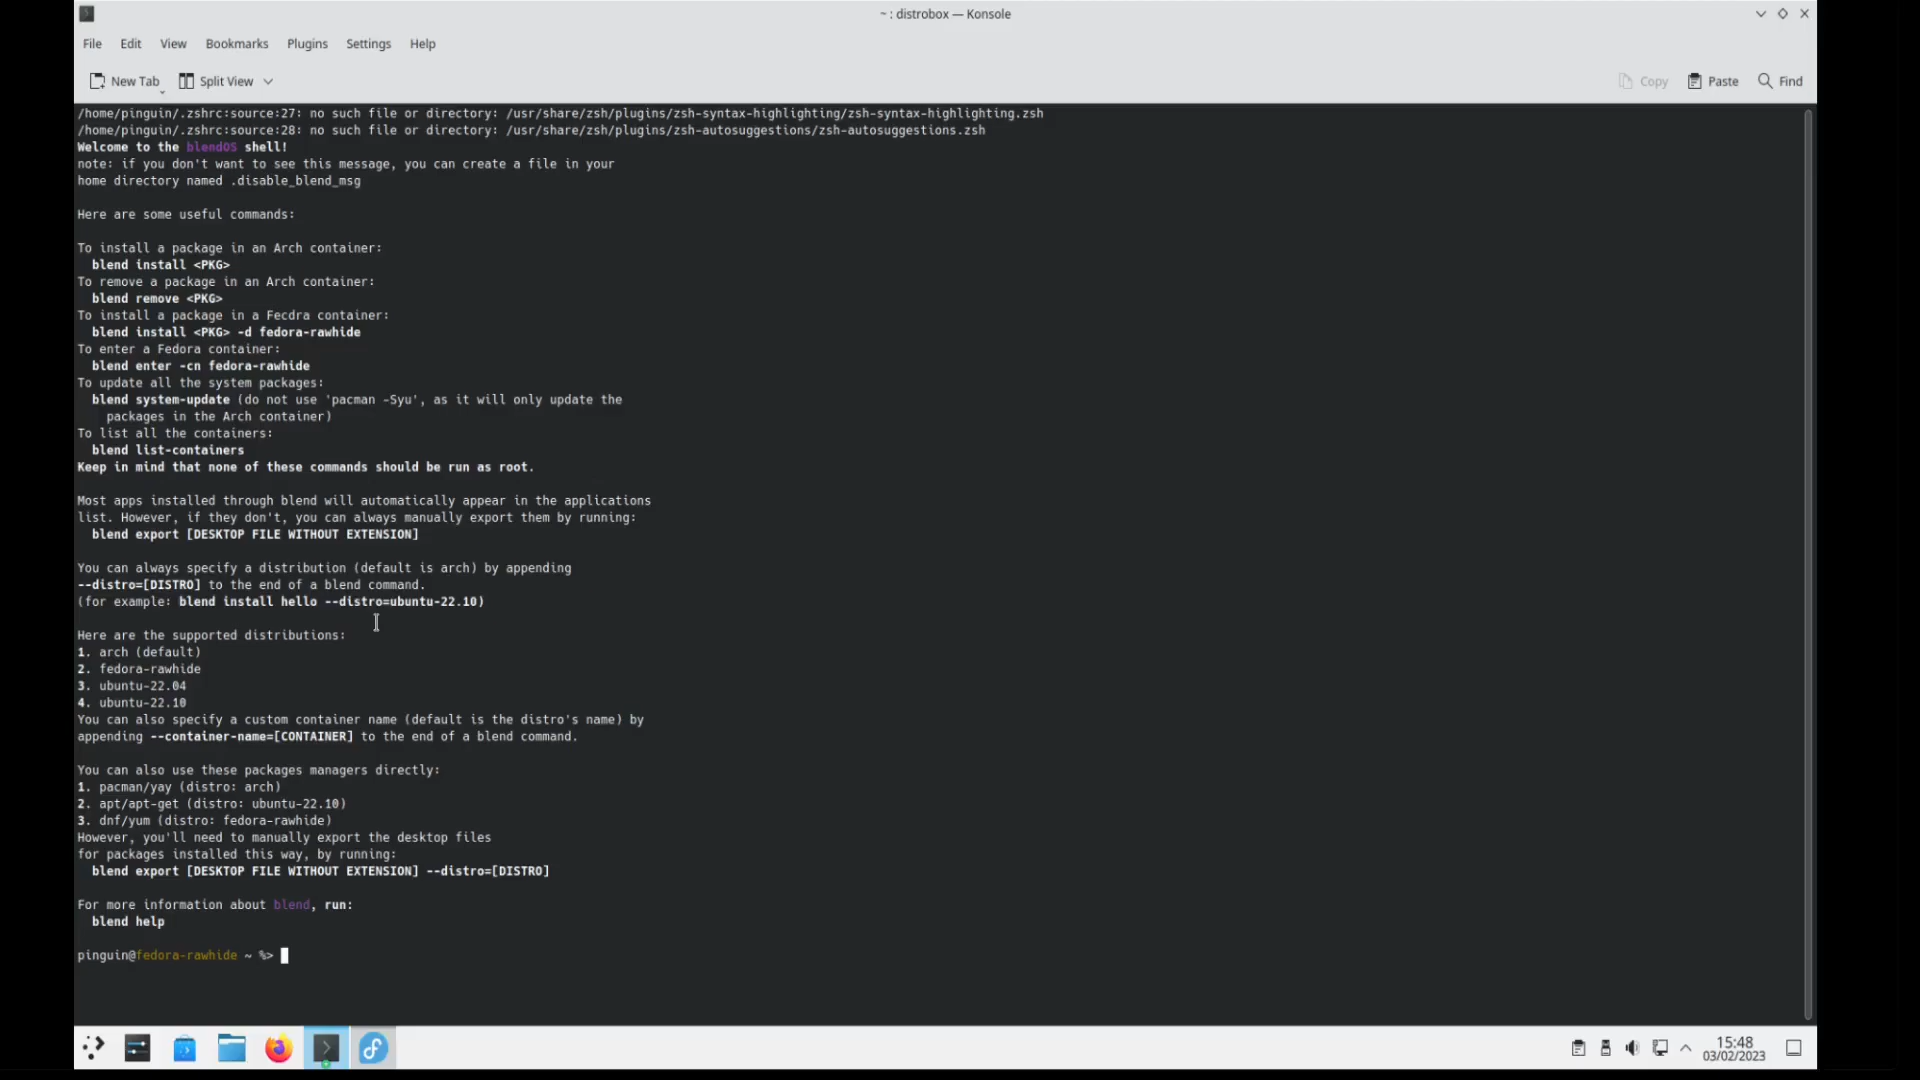 ~ : distrobox — Konsole
File Edit View Bookmarks Plugins Settings Help
New Tab Split View Copy Paste Find
/home/pinguin/.zshrc:source:27: no such file or directory: /usr/share/zsh/plugins/zsh-syntax-highlighting/zsh-syntax-highlighting.zsh
/home/pinguin/.zshrc:source:28: no such file or directory: /usr/share/zsh/plugins/zsh-autosuggestions/zsh-autosuggestions.zsh
Welcome to the blendOS shell!
note: if you don't want to see this message, you can create a file in your
home directory named .disable_blend_msg
Here are some useful commands:
To install a package in an Arch container:
blend install <PKG>
To remove a package in an Arch container:
blend remove <PKG>
To install a package in a Fecdra container:
blend install <PKG> -d fedora-rawhide
To enter a Fedora container:
blend enter -cn fedora-rawhide
To update all the system packages:
blend system-update (do not use 'pacman -Syu', as it will only update the
packages in the Arch container)
To list all the containers:
blend list-containers
Keep in mind that none of these commands should be run as root.
Most apps installed through blend will automatically appear in the applications
list. However, if they don't, you can always manually export them by running:
blend export [DESKTOP FILE WITHOUT EXTENSION]
You can always specify a distribution (default is arch) by appending
--distro=[DISTRO] to the end of a blend command.
(for example: blend install hello --distro=ubuntu-22.10)
Here are the supported distributions:
1. arch (default)
2. fedora-rawhide
3. ubuntu-22.04
4. ubuntu-22.10
You can also specify a custom container name (default is the distro's name) by
appending --container-name=[CONTAINER] to the end of a blend command.
You can also use these packages managers directly:
1. pacman/yay (distro: arch)
2. apt/apt-get (distro: ubuntu-22.10)
3. dnf/yum (distro: fedora-rawhide)
However, you'll need to manually export the desktop files
for packages installed this way, by running:
blend export [DESKTOP FILE WITHOUT EXTENSION] --distro=[DISTRO]
For more information about blend, run:
blend help
pinguin@fedora-rawhide ~ %>
15:48
03/02/2023